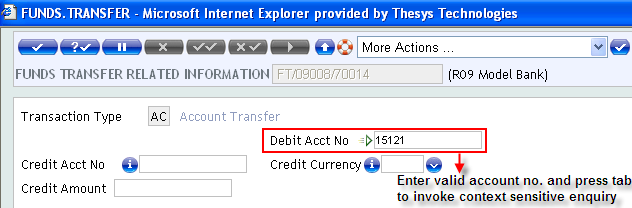 FUNDS.TRANSFER - Microsoft Internet Explorer provided by Thesys Technologies
More Actions ...
FUNDS TRANSFER RELATED INFORMATION FT/09008/70014 (R09 Model Bank)
Transaction Type AC Account Transfer
Debit Acct No 15121
Credit Acct No Credit Currency
Credit Amount
Enter valid account no. and press tab
to invoke context sensitive enquiry